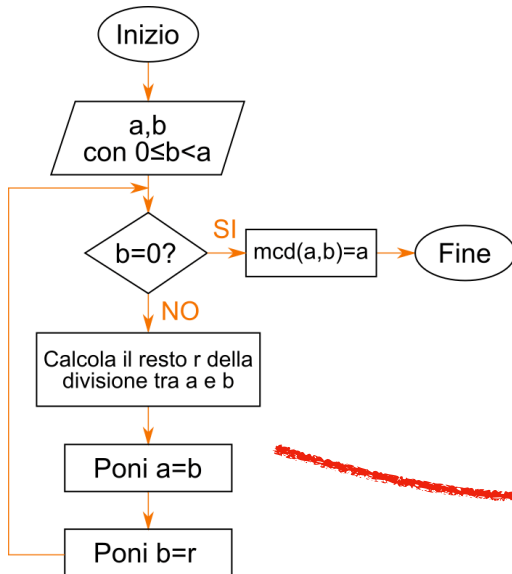 Inizio
a,b
con 0≤b<a
b=0?
SI
mcd(a,b)=a
Fine
NO
Calcola il resto r della
divisione tra a e b
Poni a=b
Poni b=r